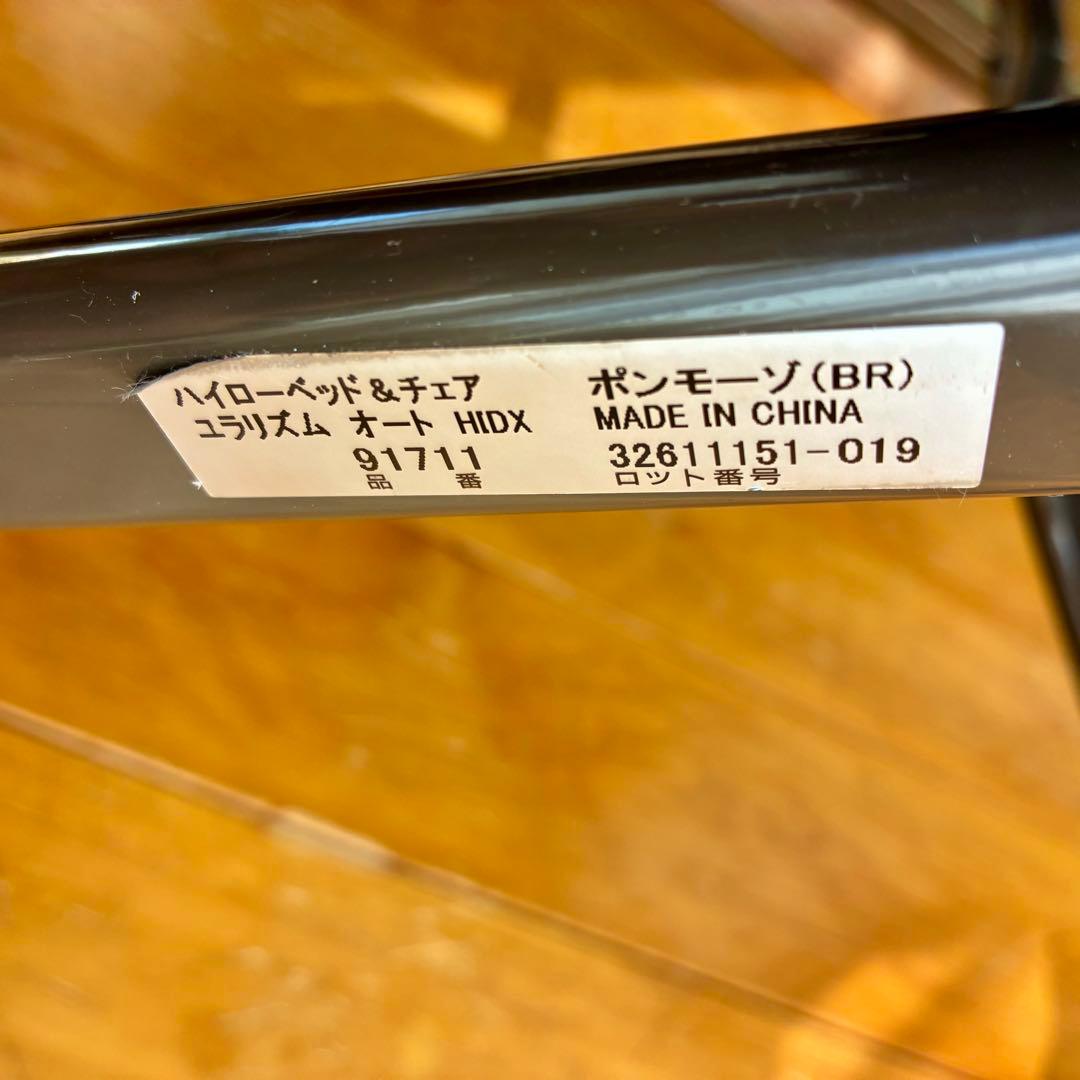 ハイローベッド&チェア
ユラリズム オート HIDX
91711
品 番
ポンモーゾ(BR)
MADE IN CHINA
32611151-019
ロット番号